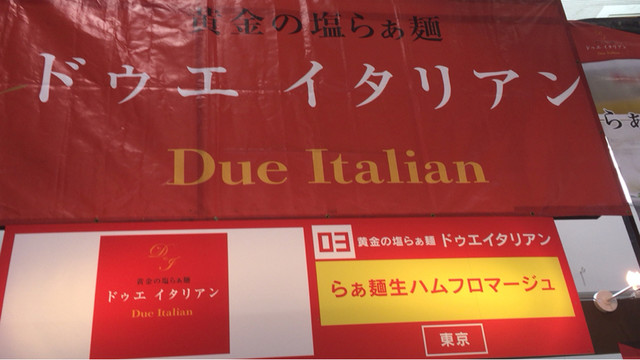 黄金の塩らぁ麺
ドゥエ イタリアン
Due Italian
らぁ
D
I
黄金の塩らぁ麺
ドゥエ イタリアン
Due Italian
03 黄金の塩らぁ麺 ドゥエイタリアン
らぁ麺生ハムフロマージュ
東京